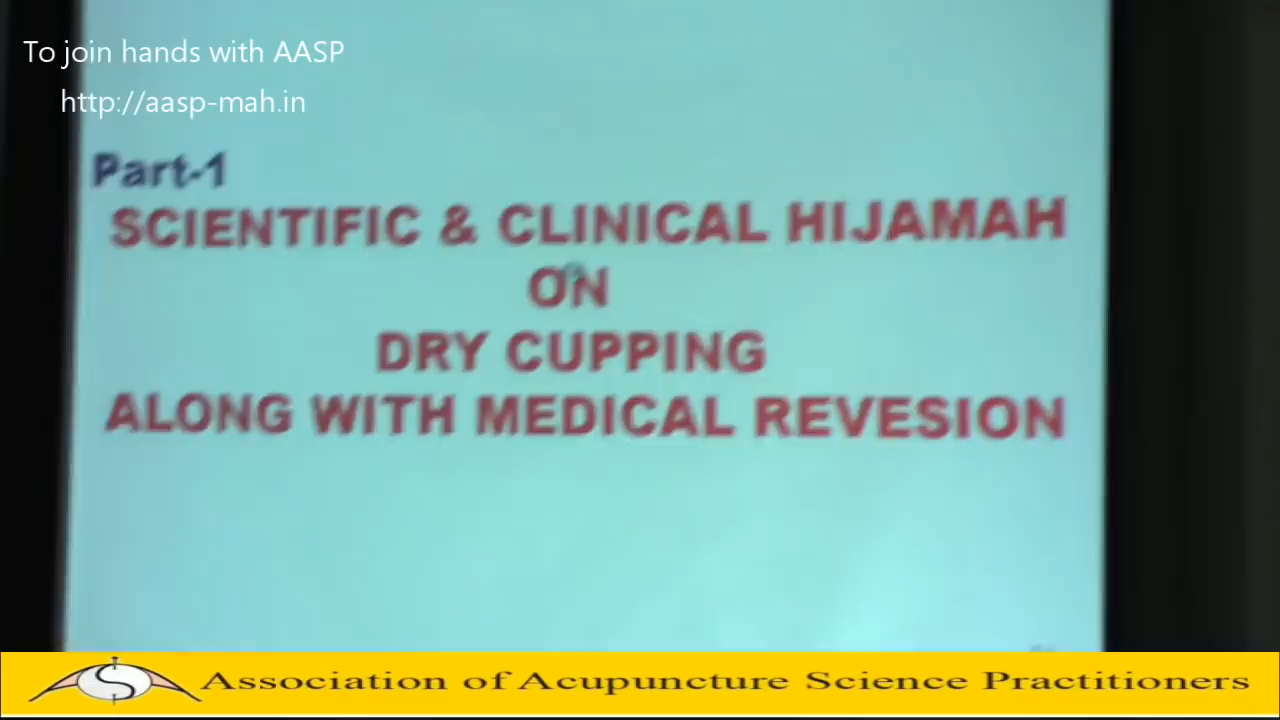 To join hands with AASP
http://aasp-mah.in
Part-1
SCIENTIFIC & CLINICAL HIJAMAH
ON
DRY CUPPING
ALONG WITH MEDICAL REVESION
Association of Acupuncture Science Practitioners